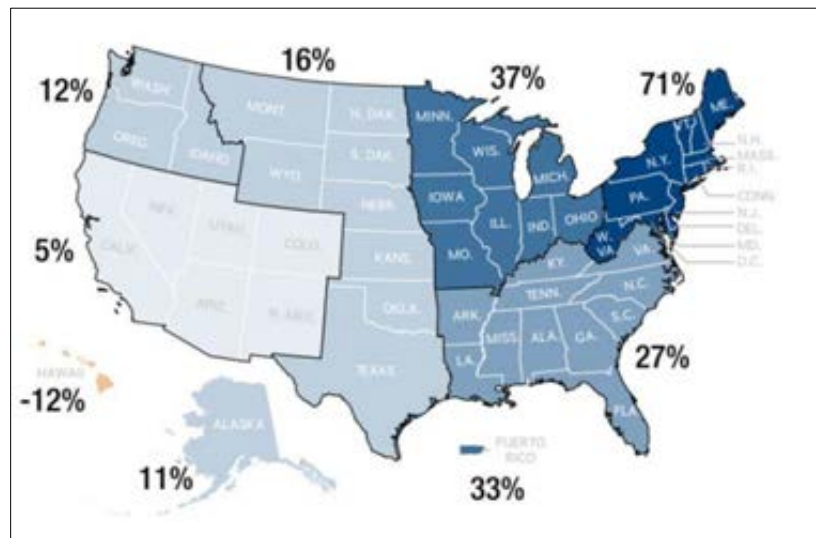 16%
37%
71%
12%
WASH.
MONT.
N. DAK.
MINN.
ME.
VT.
N.H.
OREG.
IDAHO
S. DAK.
WIS.
MICH.
N.Y.
MASS.
R.I.
WYO.
CONN.
NEBR.
IOWA
PA.
N.J.
NEV.
UTAH
COLO.
ILL.
IND.
OHIO
DEL.
5%
CALIF.
KANS.
MO.
W.
VA.
VA.
MD.
D.C.
KY.
ARIZ.
N. MEX.
OKLA.
ARK.
TENN.
N.C.
S.C.
MISS.
ALA.
GA.
27%
HAWAII
TEXAS
LA.
-12%
FLA.
ALASKA
PUERTO
RICO
11%
33%